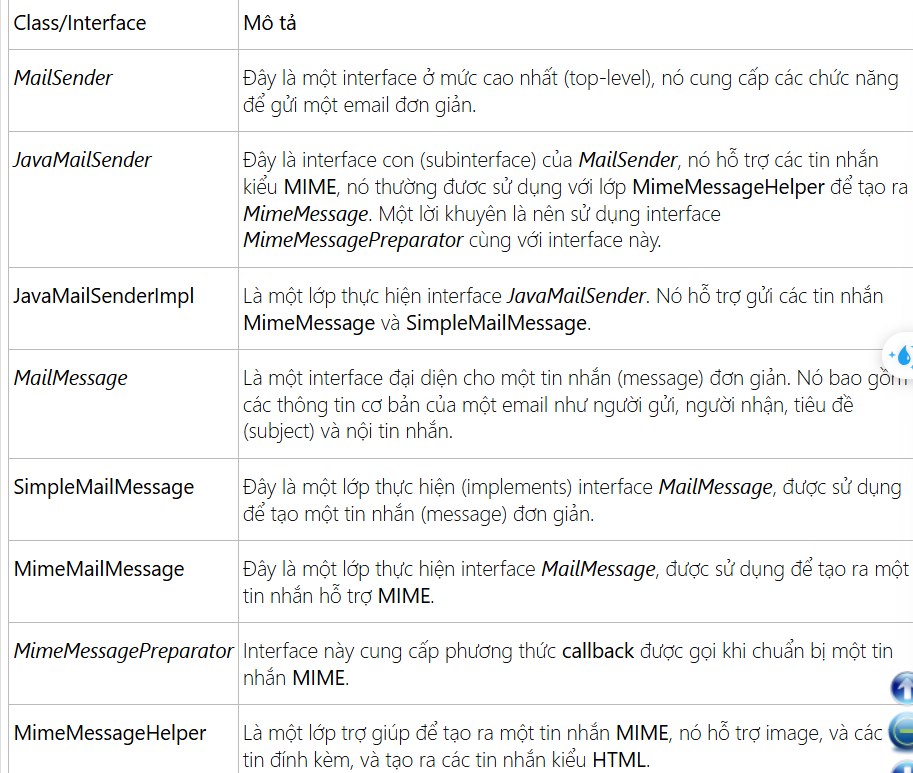 Class/Interface
Mô tả
MailSender
Đây là một interface ở mức cao nhất (top-level), nó cung cấp các chức năng
để gửi một email đơn giản.
JavaMailSender
Đây là interface con (subinterface) của MailSender, nó hỗ trợ các tin nhắn
kiểu MIME, nó thường đươc sử dụng với lớp MimeMessageHelper để tạo ra
MimeMessage. Một lời khuyên là nên sử dụng interface
MimeMessagePreparator cùng với interface này.
JavaMailSenderImpl
Là một lớp thực hiện interface JavaMailSender. Nó hỗ trợ gửi các tin nhắn
MimeMessage và SimpleMailMessage.
MailMessage
Là một interface đại diện cho một tin nhắn (message) đơn giản. Nó bao gồm
các thông tin cơ bản của một email như người gửi, người nhận, tiêu đề
(subject) và nội tin nhắn.
SimpleMailMessage
Đây là một lớp thực hiện (implements) interface MailMessage, được sử dụng
để tạo một tin nhắn (message) đơn giản.
MimeMailMessage
Đây là một lớp thực hiện interface MailMessage, được sử dụng để tạo ra một
tin nhắn hỗ trợ MIME.
MimeMessagePreparator
Interface này cung cấp phương thức callback được gọi khi chuẩn bị một tin
nhắn MIME.
MimeMessageHelper
Là một lớp trợ giúp để tạo ra một tin nhắn MIME, nó hỗ trợ image, và các
tin đính kèm, và tạo ra các tin nhắn kiểu HTML.